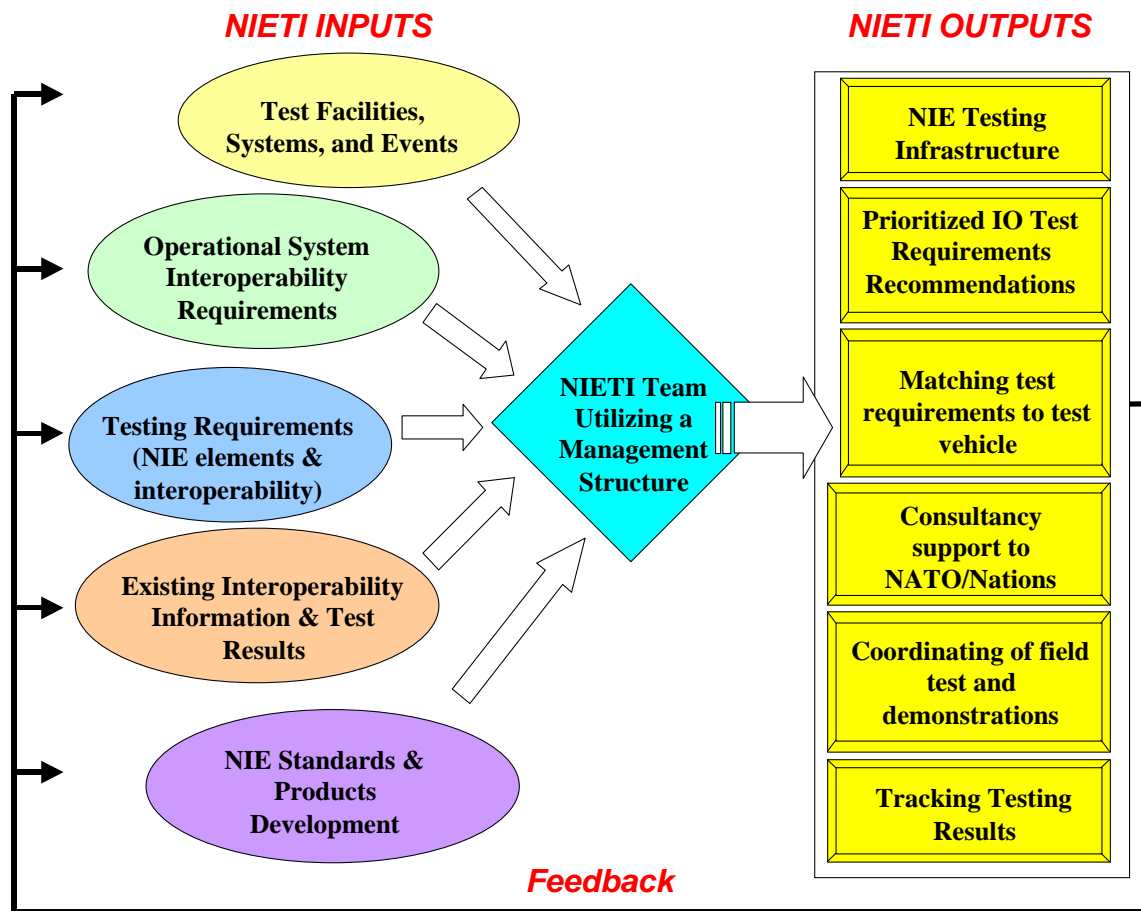 NIETI INPUTS
Test Facilities,
Systems, and Events
Operational System
Interoperability
Requirements
Testing Requirements
(NIE elements &
interoperability)
Existing Interoperability
Information & Test
Results
NIE Standards &
Products
Development
NIETI Team
Utilizing a
Management
Structure
NIETI OUTPUTS
NIE Testing
Infrastructure
Prioritized IO Test
Requirements
Recommendations
Matching test
requirements to test
vehicle
Consultancy
support to
NATO/Nations
Coordinating of field
test and
demonstrations
Tracking Testing
Results
Feedback